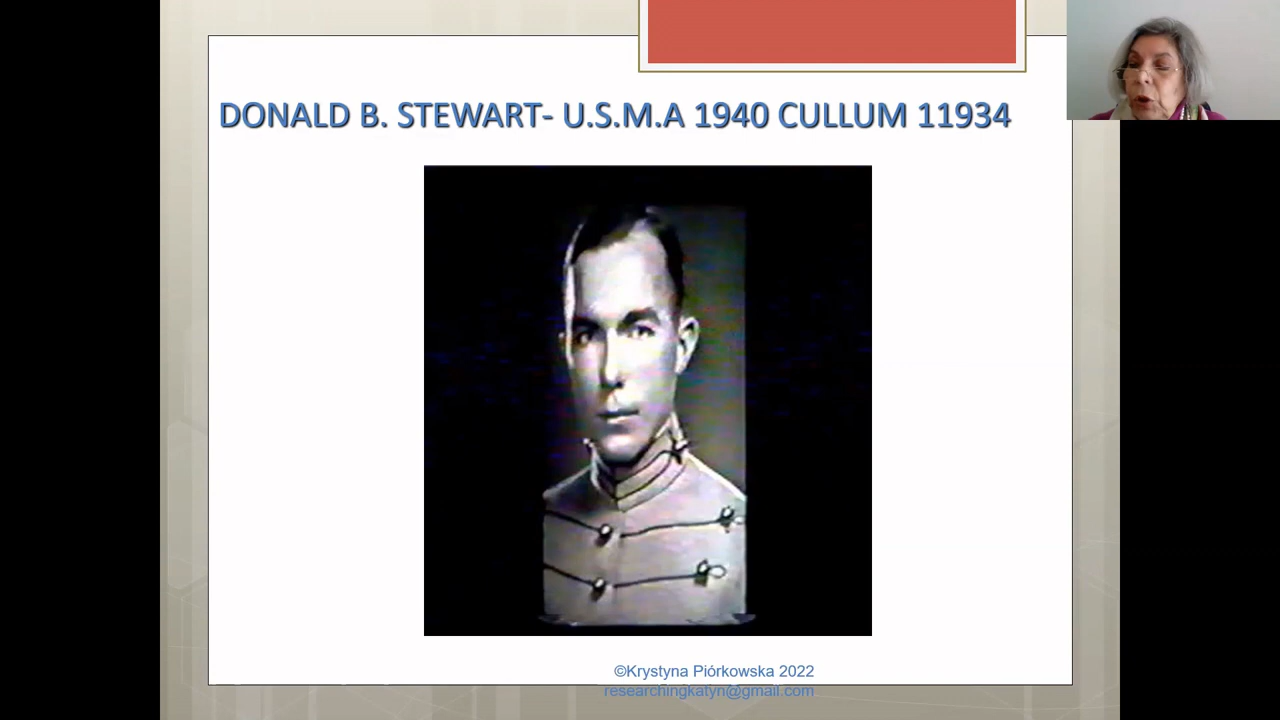 DONALD B. STEWART- U.S.M.A 1940 CULLUM 11934
©Krystyna Piórkowska 2022
researchingkatyn@gmail.com